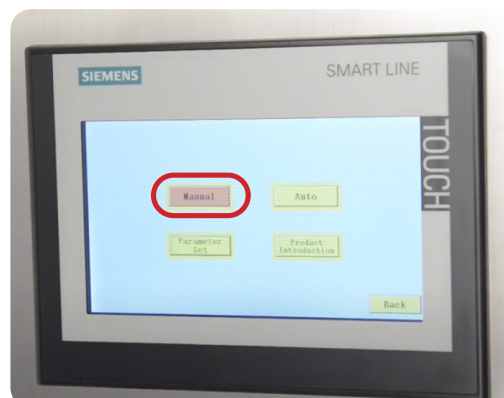 SIEMENS
SMART LINE
TOUCH
Manual
Auto
Parameter
Set
Product
Introduction
Back